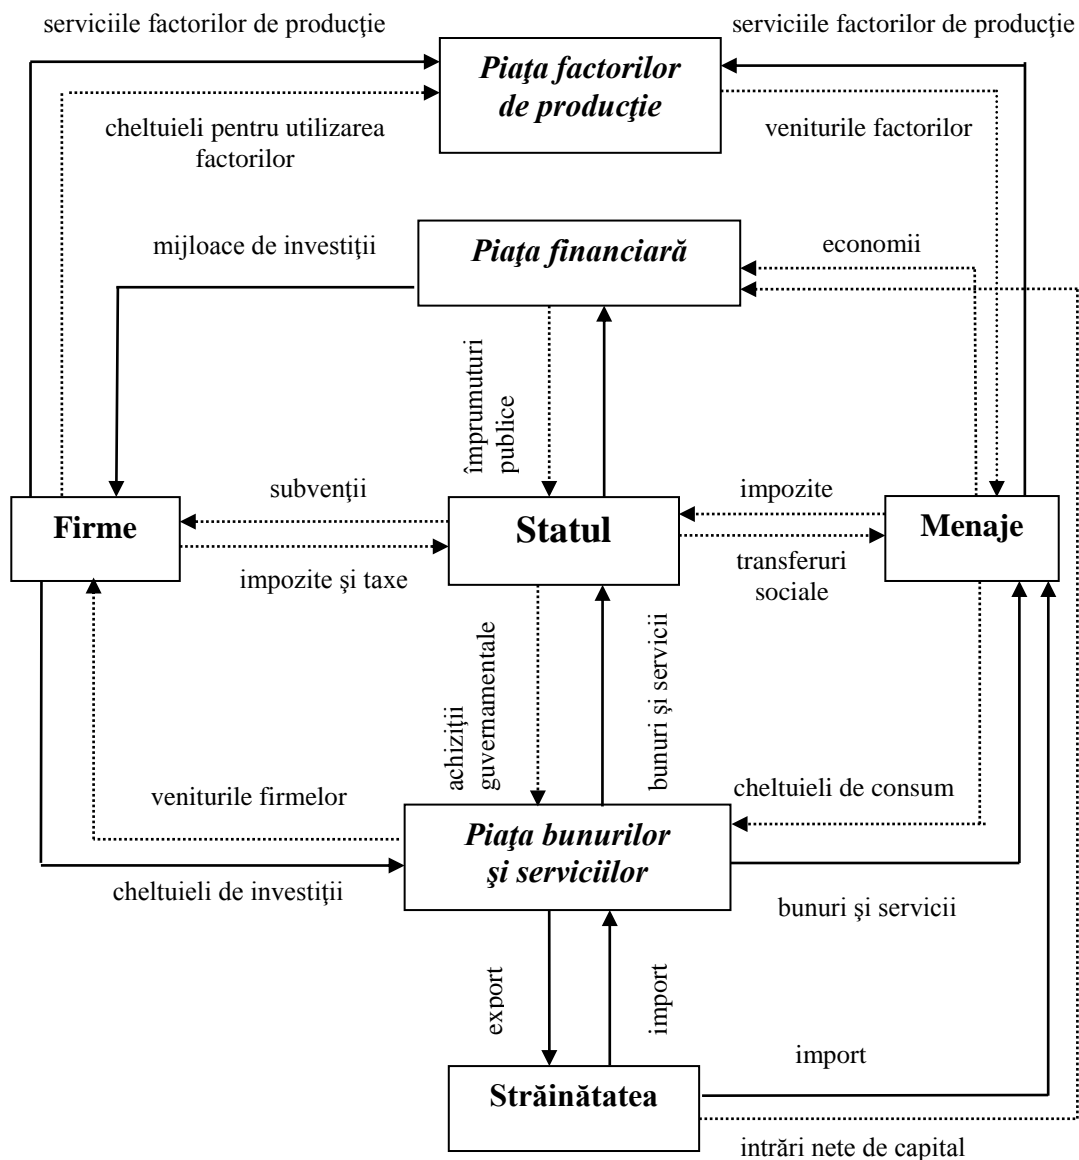 serviciile factorilor de producţie
serviciile factorilor de producţie
Piaţa factorilor
de producţie
cheltuieli pentru utilizarea
factorilor
veniturile factorilor
mijloace de investiţii
Piaţa financiară
economii
împrumuturi
publice
subvenţii
impozite
Firme
Statul
Menaje
impozite şi taxe
transferuri
sociale
achiziţii
guvernamentale
bunuri şi servicii
veniturile firmelor
cheltuieli de consum
Piaţa bunurilor
şi serviciilor
cheltuieli de investiţii
bunuri şi servicii
export
import
import
Străinătatea
intrări nete de capital